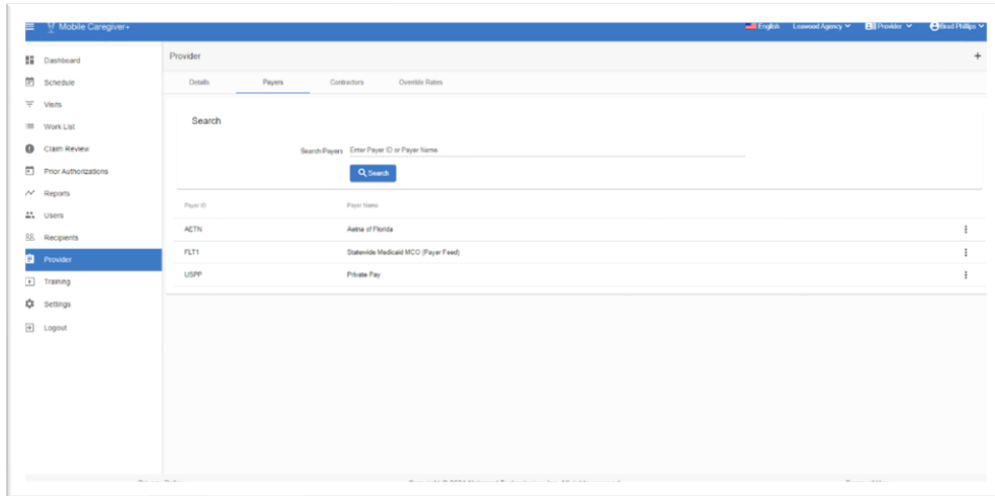 Mobile Caregiver+
English Leawood Agency Provider Brad Phillips
Dashboard
Schedule
Visits
Work List
Claim Review
Prior Authorizations
Reports
Users
Recipients
Provider
Training
Settings
Logout
Provider +
Details Payers Contractors Override Rates
Search
Search Payers Enter Payer ID or Payer Name
Search
Payer ID Payer Name
AETN Aetna of Florida
FLT1 Statewide Medicaid MCO (Payer Feed)
USPP Private Pay